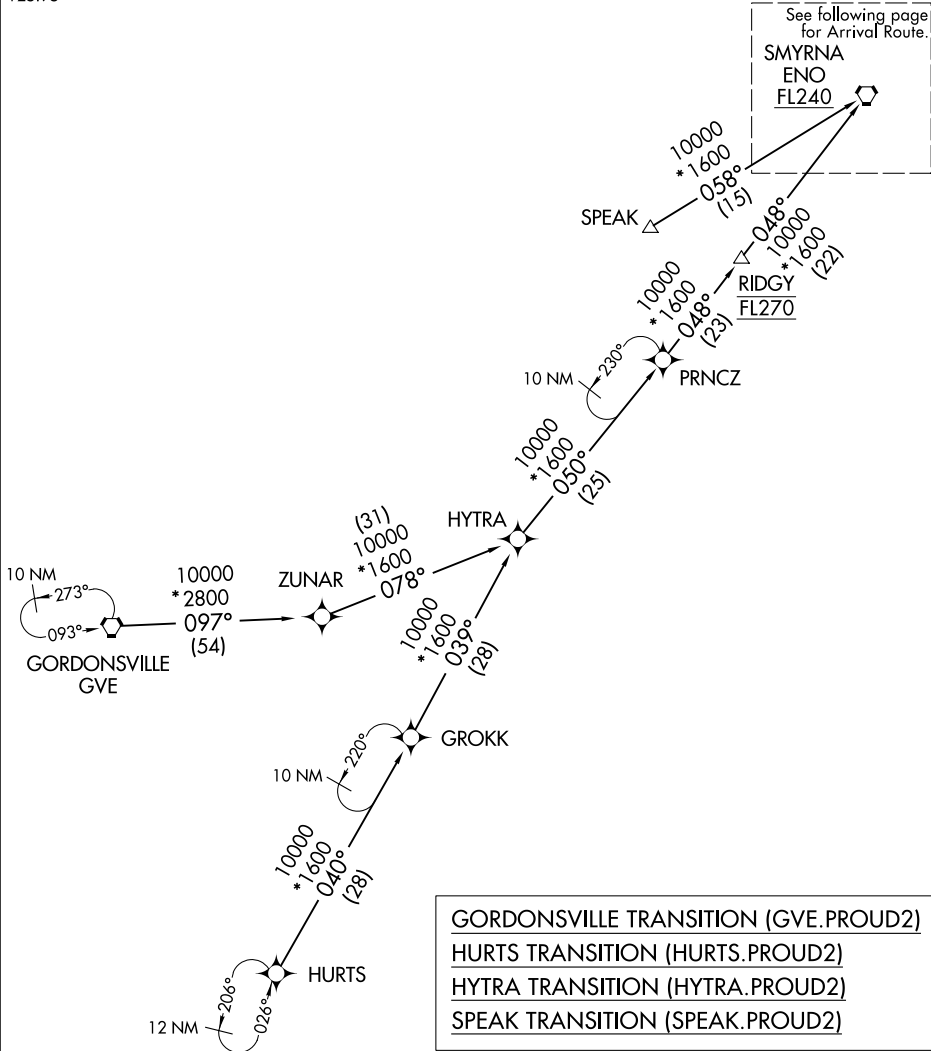 See following page
for Arrival Route.
SMYRNA
ENO
FL240
10000
*1600
058°
(15)
SPEAK
048°
10000
*1600
(22)
RIDGY
FL270
10000
*1600
048°
(23)
230°
10 NM
PRNCZ
10000
*1600
050°
(25)
HYTRA
(31)
10000
*1600
078°
ZUNAR
10 NM
273°
093°
10000
*2800
097°
(54)
GORDONSVILLE
GVE
10000
*1600
039°
(28)
220°
GROKK
10 NM
10000
*1600
040°
(28)
HURTS
206°
026°
12 NM
GORDONSVILLE TRANSITION (GVE.PROUD2)
HURTS TRANSITION (HURTS.PROUD2)
HYTRA TRANSITION (HYTRA.PROUD2)
SPEAK TRANSITION (SPEAK.PROUD2)